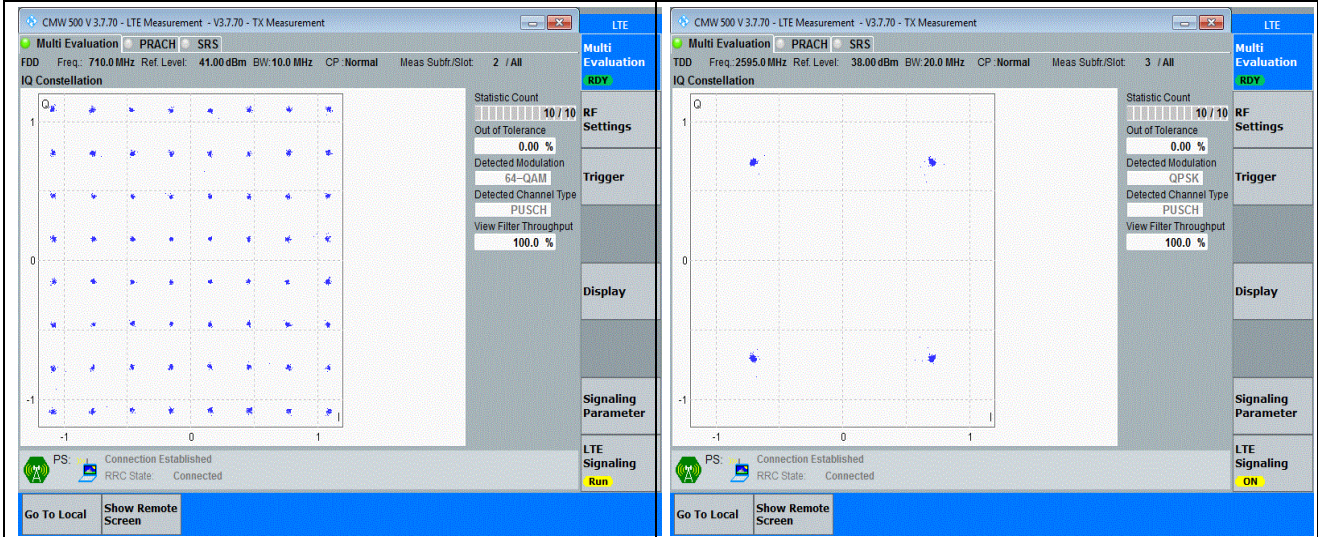 CMW 500 V 3.7.70 - LTE Measurement - V3.7.70 - TX Measurement
LTE
Multi Evaluation PRACH SRS
Multi
Evaluation
RDY
FDD Freq.: 710.0 MHz Ref. Level: 41.00 dBm BW:10.0 MHz CP :Normal Meas Subfr./Slot: 2 / All
IQ Constellation
Q
1
0
-1
-1 0 1
I
Statistic Count
10 / 10
Out of Tolerance
0.00 %
Detected Modulation
64-QAM
Detected Channel Type
PUSCH
View Filter Throughput
100.0 %
RF
Settings
Trigger
Display
Signaling
Parameter
LTE
Signaling
Run
PS: Connection Established
RRC State: Connected
Go To Local
Show Remote
Screen
CMW 500 V 3.7.70 - LTE Measurement - V3.7.70 - TX Measurement
LTE
Multi Evaluation PRACH SRS
Multi
Evaluation
RDY
TDD Freq.:2595.0 MHz Ref. Level: 38.00 dBm BW:20.0 MHz CP :Normal Meas Subfr./Slot: 3 / All
IQ Constellation
Q
1
0
-1
-1 0 1
I
Statistic Count
10 / 10
Out of Tolerance
0.00 %
Detected Modulation
QPSK
Detected Channel Type
PUSCH
View Filter Throughput
100.0 %
RF
Settings
Trigger
Display
Signaling
Parameter
LTE
Signaling
ON
PS: Connection Established
RRC State: Connected
Go To Local
Show Remote
Screen